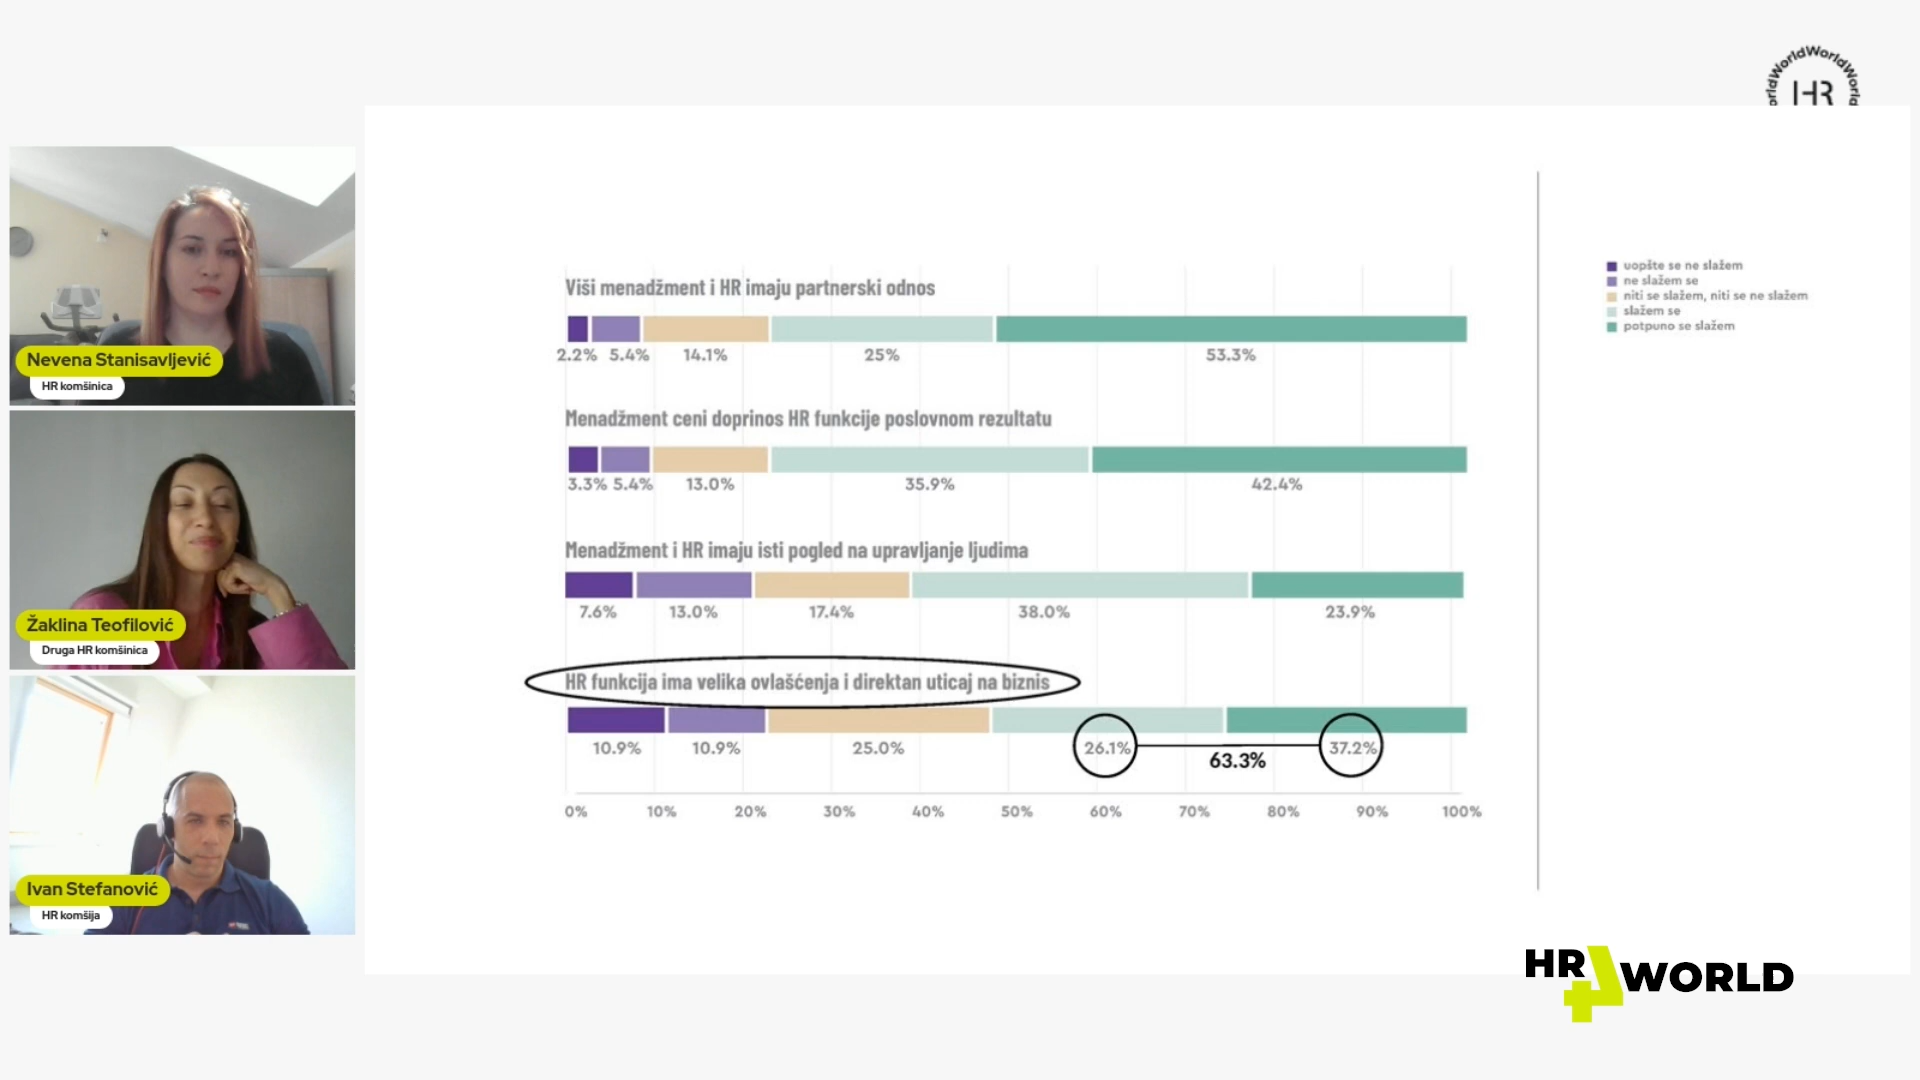 WorldWorldWorld
HR
Nevena Stanisavljević
HR komšinica
Žaklina Teofilović
Druga HR komšinica
Ivan Stefanović
HR komšija
Viši menadžment i HR imaju partnerski odnos
2.2% 5.4% 14.1% 25% 53.3%
Menadžment ceni doprinos HR funkcije poslovnom rezultatu
3.3% 5.4% 13.0% 35.9% 42.4%
Menadžment i HR imaju isti pogled na upravljanje ljudima
7.6% 13.0% 17.4% 38.0% 23.9%
HR funkcija ima velika ovlašćenja i direktan uticaj na biznis
10.9% 10.9% 25.0% 26.1% 37.2%
63.3%
0% 10% 20% 30% 40% 50% 60% 70% 80% 90% 100%
uopšte se ne slažem
ne slažem se
niti se slažem, niti se ne slažem
slažem se
potpuno se slažem
HR4WORLD